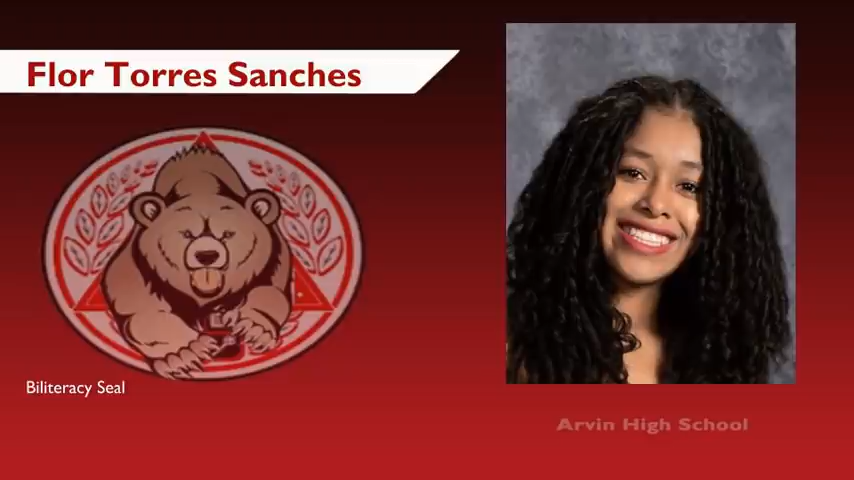 Flor Torres Sanches
Biliteracy Seal
Arvin High School